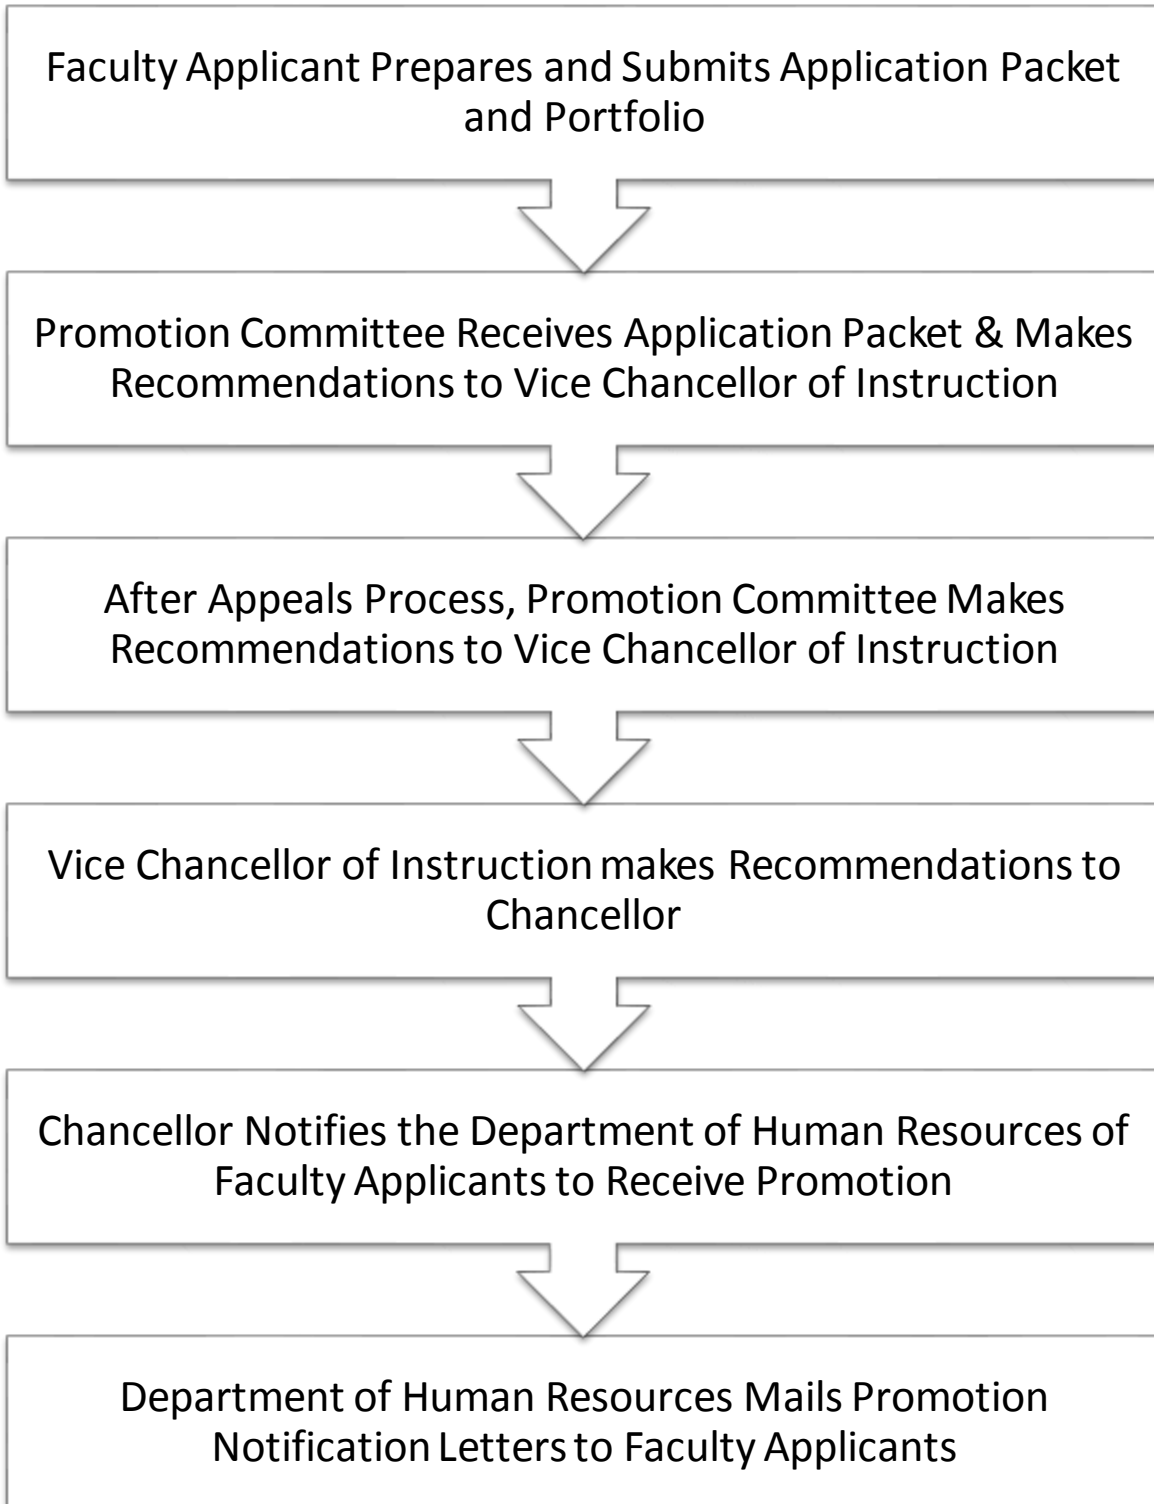 Faculty Applicant Prepares and Submits Application Packet
and Portfolio
Promotion Committee Receives Application Packet & Makes
Recommendations to Vice Chancellor of Instruction
After Appeals Process, Promotion Committee Makes
Recommendations to Vice Chancellor of Instruction
Vice Chancellor of Instruction makes Recommendations to
Chancellor
Chancellor Notifies the Department of Human Resources of
Faculty Applicants to Receive Promotion
Department of Human Resources Mails Promotion
Notification Letters to Faculty Applicants